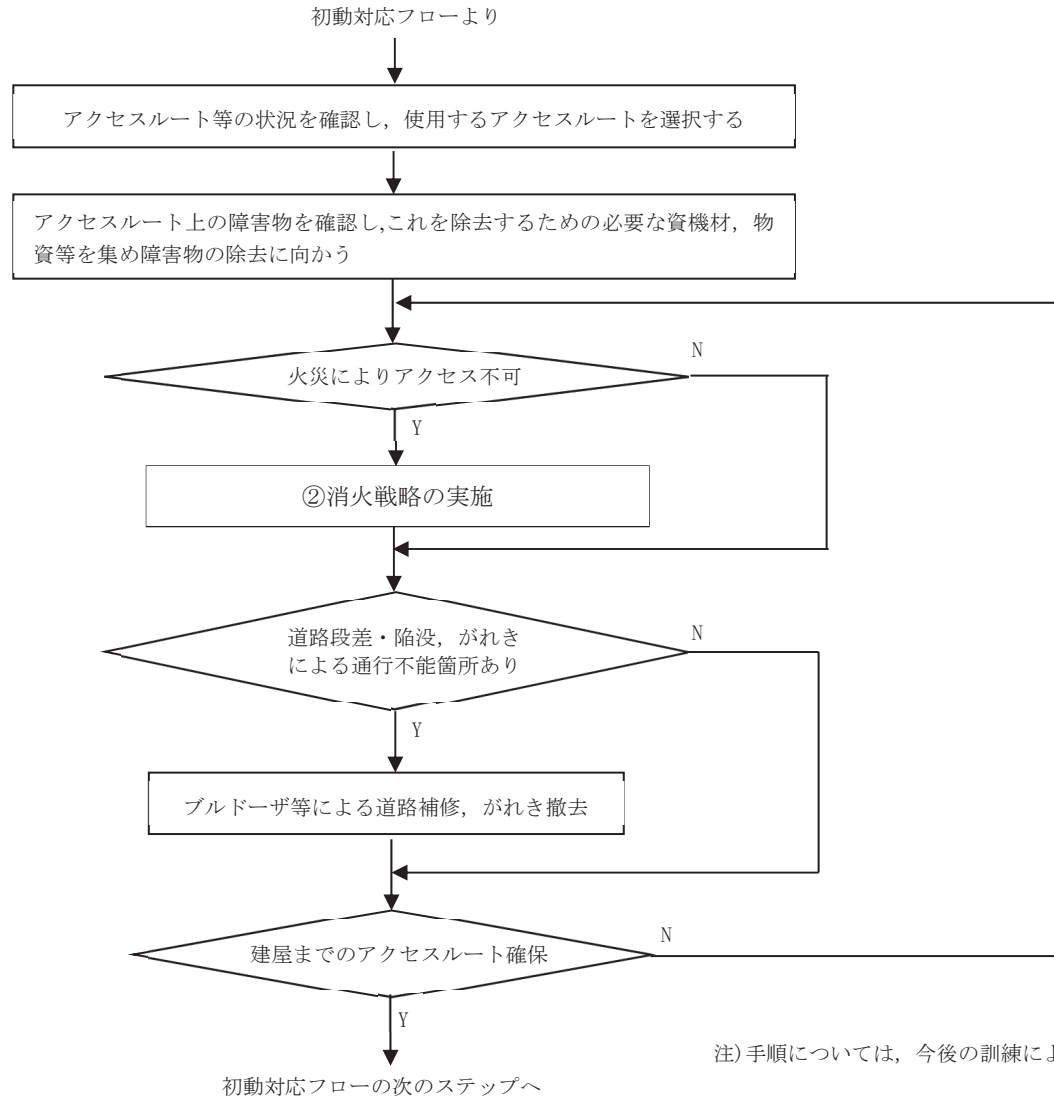 初動対応フローより
アクセスルート等の状況を確認し，使用するアクセスルートを選択する
アクセスルート上の障害物を確認し,これを除去するための必要な資機材，物
資等を集め障害物の除去に向かう
火災によりアクセス不可
N
Y
②消火戦略の実施
道路段差・陥没，がれき
による通行不能箇所あり
N
Y
ブルドーザ等による道路補修，がれき撤去
建屋までのアクセスルート確保
N
Y
注)手順については，今後の訓練によ
初動対応フローの次のステップへ